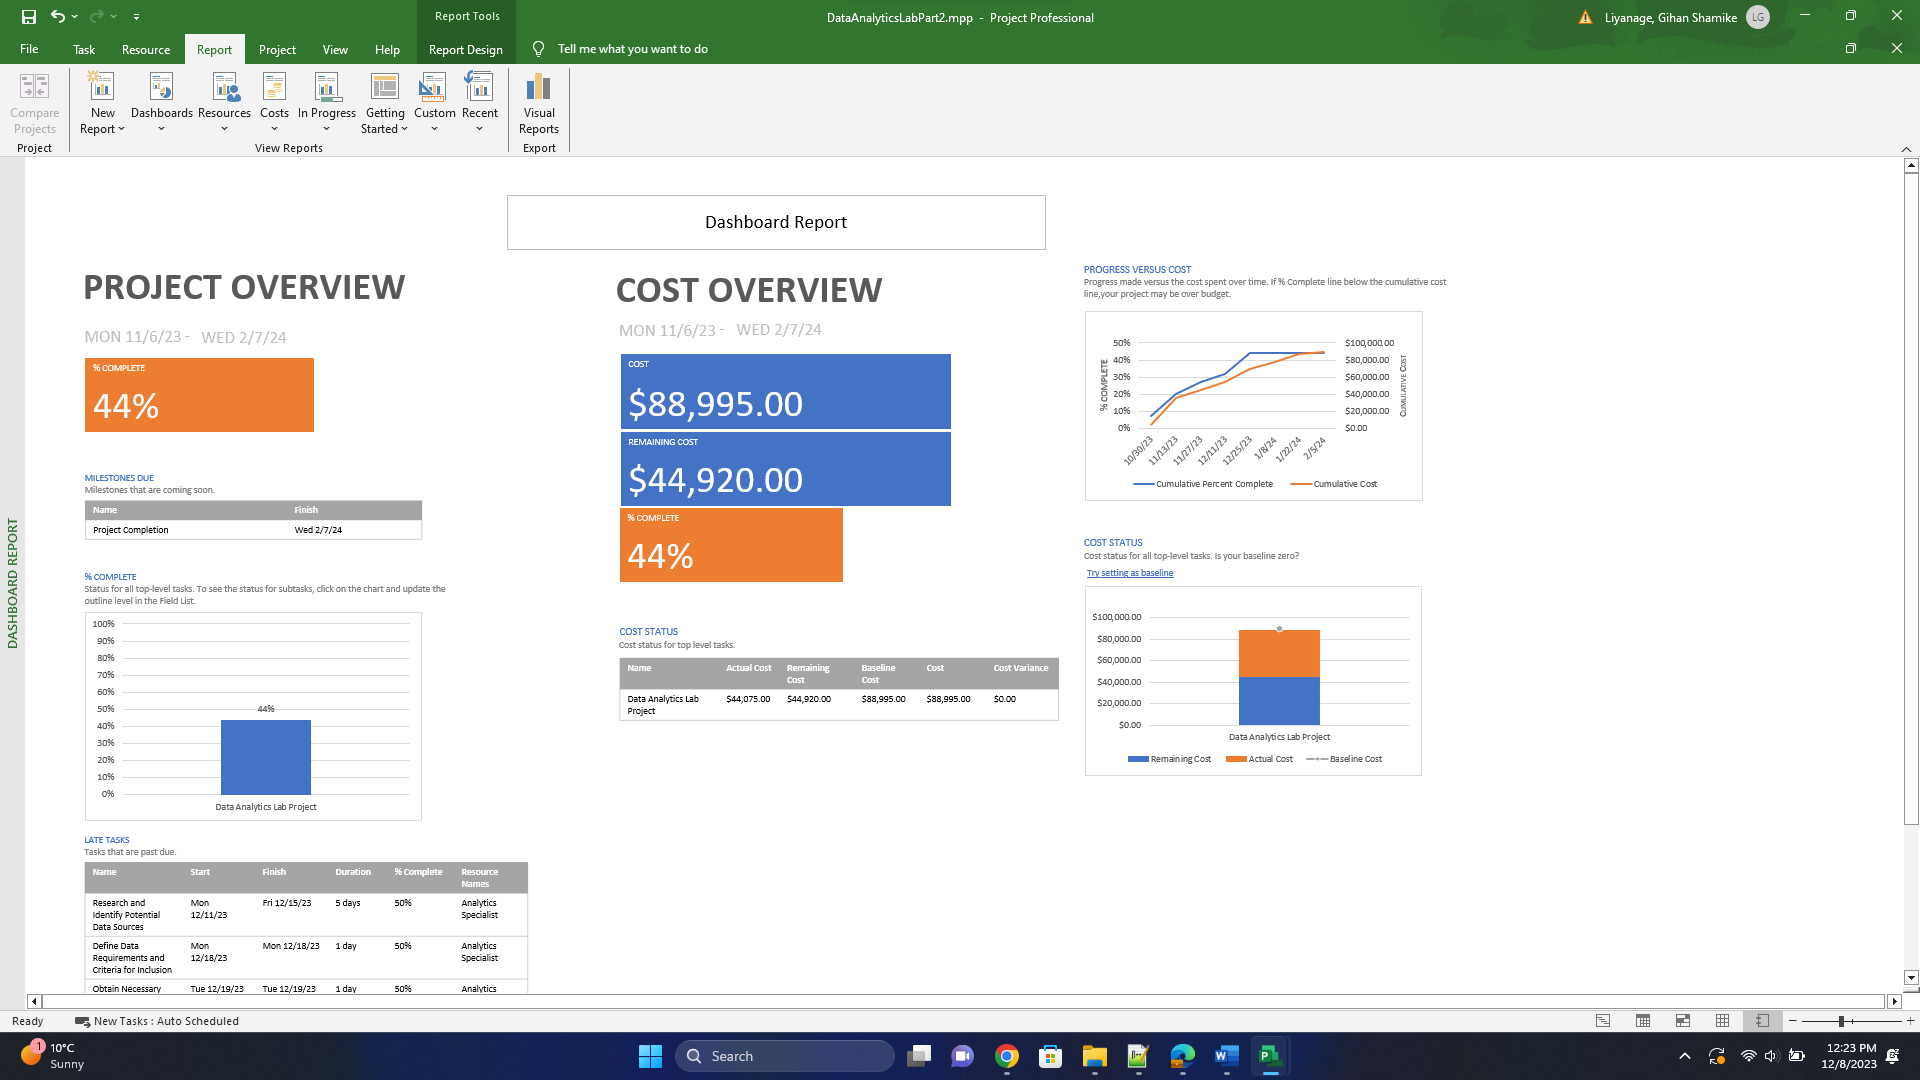 Report Tools
DataAnalyticsLabPart2.mpp - Project Professional
Liyanage, Gihan Shamike
LG
File
Task
Resource
Report
Project
View
Help
Report Design
Tell me what you want to do
Compare Projects
New Report
Dashboards
Resources
Costs
In Progress
Getting Started
Custom
Recent
Visual Reports
Project
View Reports
Export
DASHBOARD REPORT
Dashboard Report
PROJECT OVERVIEW
MON 11/6/23 - WED 2/7/24
% COMPLETE
44%
MILESTONES DUE
Milestones that are coming soon.
Name Finish
Project Completion Wed 2/7/24
% COMPLETE
Status for all top-level tasks. To see the status for subtasks, click on the chart and update the
outline level in the Field List.
100%
90%
80%
70%
60%
50%
40%
30%
20%
10%
0%
44%
Data Analytics Lab Project
LATE TASKS
Tasks that are past due.
Name Start Finish Duration % Complete Resource Names
Research and Identify Potential Data Sources Mon 12/11/23 Fri 12/15/23 5 days 50% Analytics Specialist
Define Data Requirements and Criteria for Inclusion Mon 12/18/23 Mon 12/18/23 1 day 50% Analytics Specialist
Obtain Necessary Tue 12/19/23 Tue 12/19/23 1 day 50% Analytics
COST OVERVIEW
MON 11/6/23 - WED 2/7/24
COST
$88,995.00
REMAINING COST
$44,920.00
% COMPLETE
44%
COST STATUS
Cost status for top level tasks.
Name Actual Cost Remaining Cost Baseline Cost Cost Cost Variance
Data Analytics Lab Project $44,075.00 $44,920.00 $88,995.00 $88,995.00 $0.00
PROGRESS VERSUS COST
Progress made versus the cost spent over time. If % Complete line below the cumulative cost
line,your project may be over budget.
% COMPLETE
50%
40%
30%
20%
10%
0%
$100,000.00
$80,000.00
$60,000.00
$40,000.00
$20,000.00
$0.00
CUMULATIVE COST
10/30/23
11/13/23
11/27/23
12/11/23
12/25/23
1/8/24
1/22/24
2/5/24
Cumulative Percent Complete
Cumulative Cost
COST STATUS
Cost status for all top-level tasks. Is your baseline zero?
Try setting as baseline
$100,000.00
$80,000.00
$60,000.00
$40,000.00
$20,000.00
$0.00
Data Analytics Lab Project
Remaining Cost
Actual Cost
Baseline Cost
Ready
New Tasks : Auto Scheduled
1
10°C
Sunny
Search
12:23 PM
12/8/2023